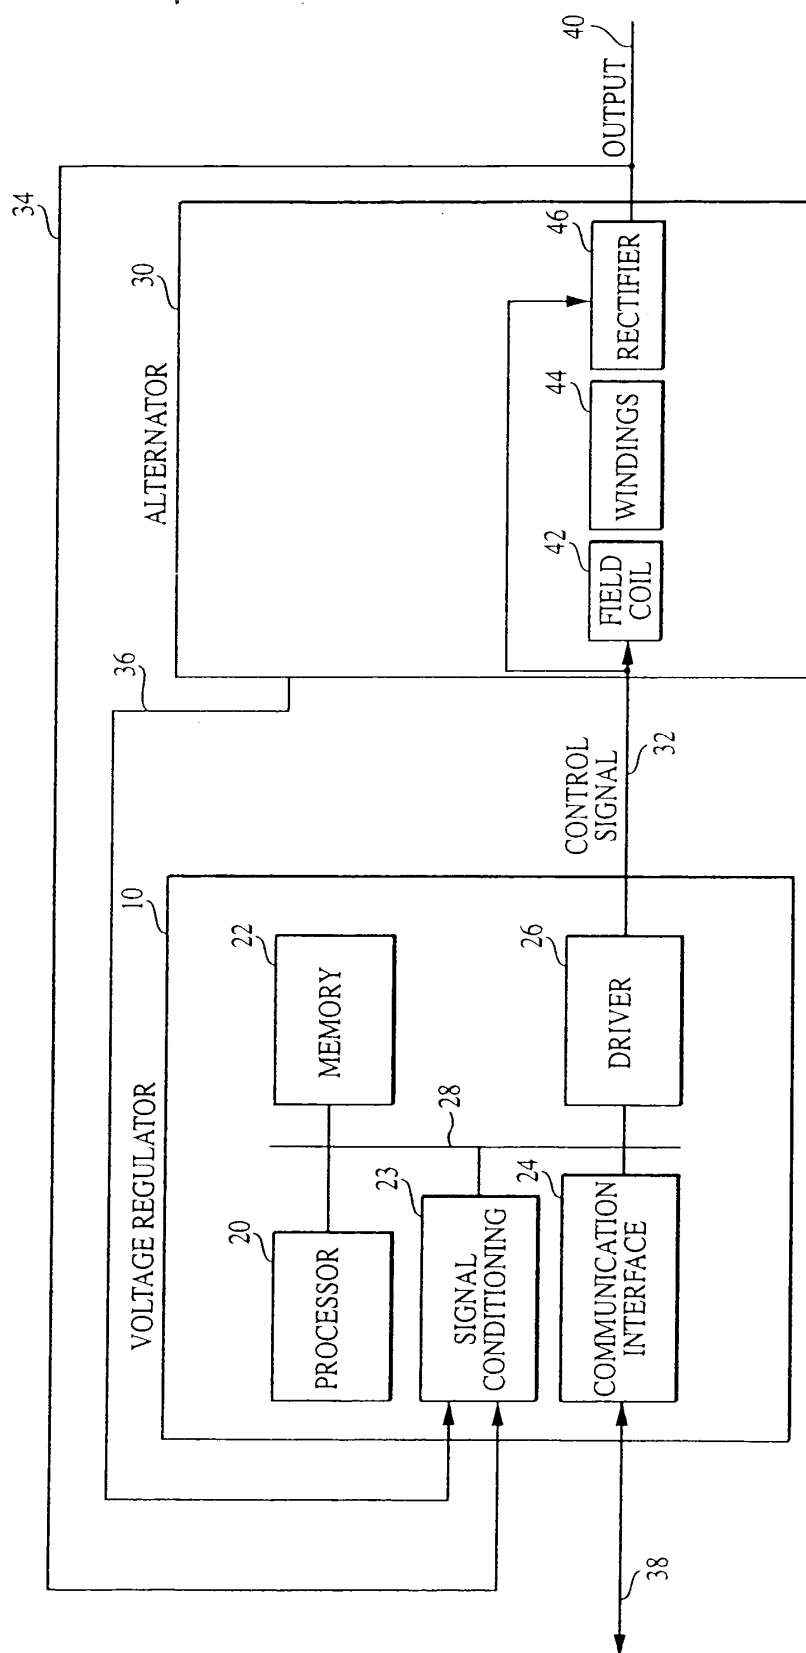 34
36
VOLTAGE REGULATOR
10
ALTERNATOR
30
20
PROCESSOR
22
MEMORY
23
SIGNAL
CONDITIONING
28
24
COMMUNICATION
INTERFACE
26
DRIVER
CONTROL
SIGNAL
32
42
FIELD
COIL
44
WINDINGS
46
RECTIFIER
OUTPUT
40
38